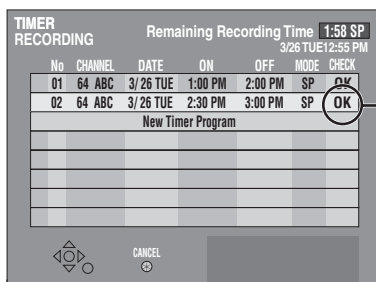 TIMER
RECORDING
Remaining Recording Time 1:58 SP
3/26 TUE 12:55 PM
No CHANNEL DATE ON OFF MODE CHECK
01 64 ABC 3/26 TUE 1:00 PM 2:00 PM SP OK
02 64 ABC 3/26 TUE 2:30 PM 3:00 PM SP OK
New Timer Program
CANCEL